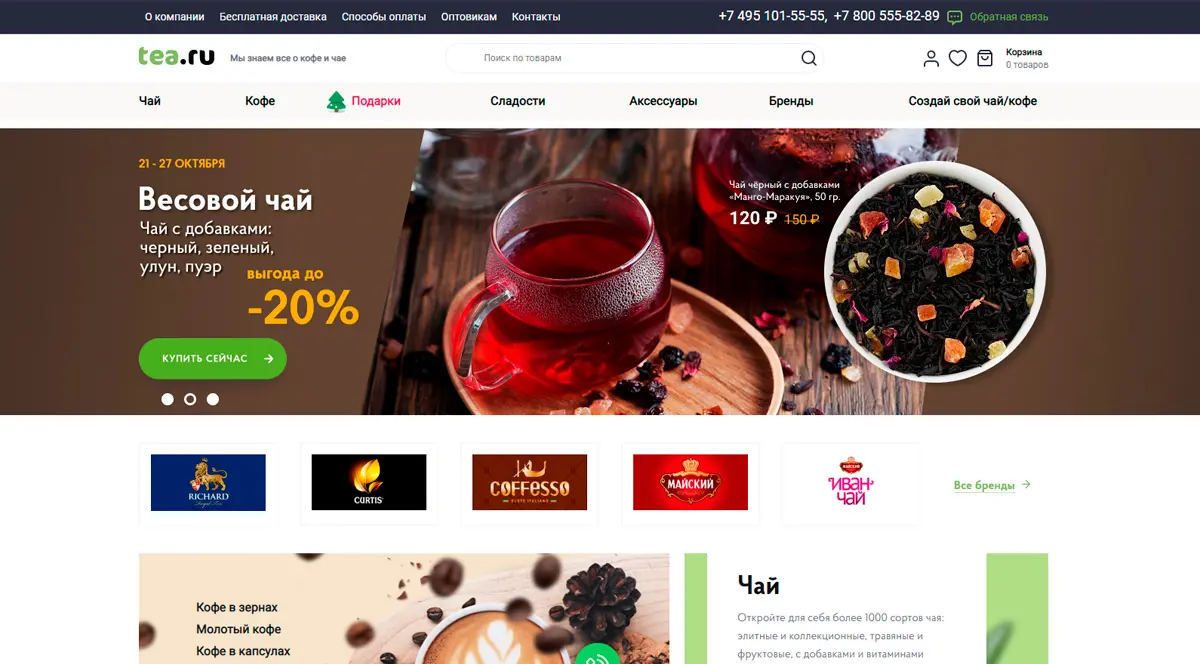 О компании Бесплатная доставка Способы оплаты Оптовикам Контакты +7 495 101-55-55, +7 800 555-82-89 Обратная связь
tea.ru Мы знаем все о кофе и чае Поиск по товарам Корзина
0 товаров
Чай Кофе Подарки Сладости Аксессуары Бренды Создай свой чай/кофе
21 - 27 ОКТЯБРЯ
Весовой чай
Чай с добавками:
черный, зеленый,
улун, пуэр
выгода до
-20%
КУПИТЬ СЕЙЧАС
Чай чёрный с добавками
«Манго-Маракуя», 50 гр.
120 ₽ 150 ₽
RICHARD
CURTIS
COFFESSO
МАЙСКИЙ
МАЙСКИЙ
ИВАН
ЧАЙ
Все бренды
Кофе в зернах
Молотый кофе
Кофе в капсулах
Чай
Откройте для себя более 1000 сортов чая:
элитные и коллекционные, травяные и
фруктовые, с добавками и витаминами